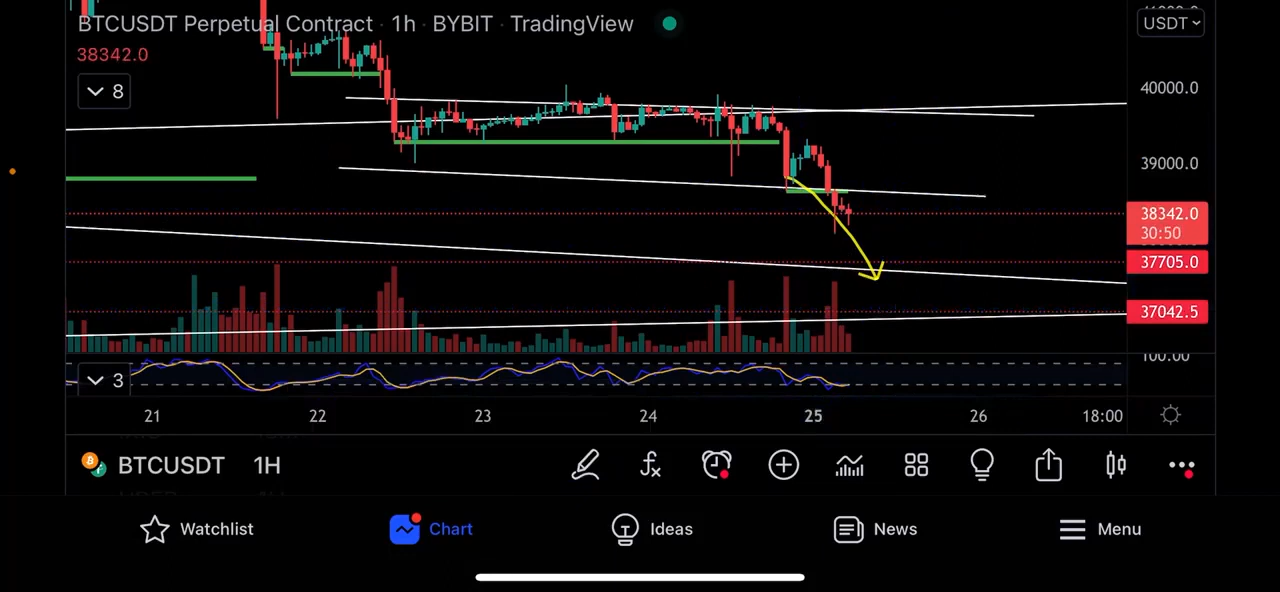 BTCUSDT Perpetual Contract · 1h · BYBIT · TradingView
USDT
38342.0
8
40000.0
39000.0
38342.0
30:50
37705.0
37042.5
100.00
3
21 22 23 24 25 26 18:00
BTCUSDT 1H
Watchlist Chart Ideas News Menu